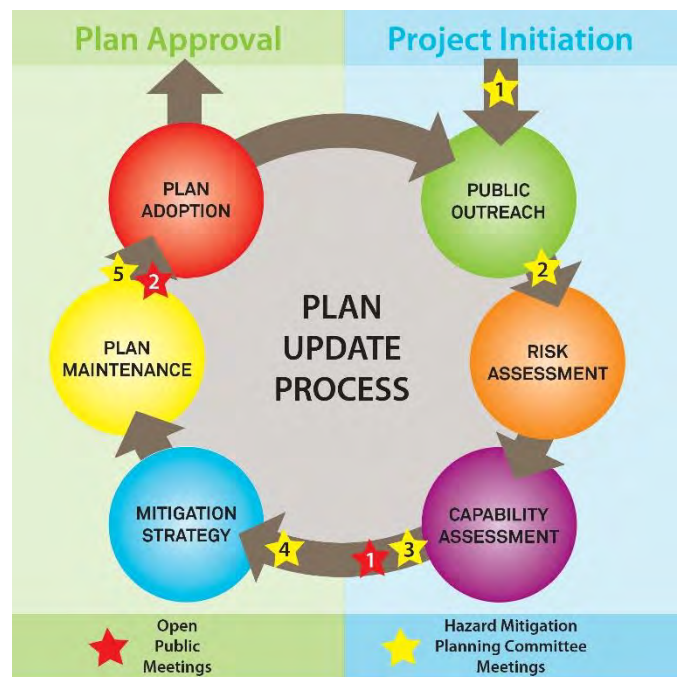 Plan Approval
Project Initiation
1
PLAN
ADOPTION
PUBLIC
OUTREACH
5
2
2
PLAN
UPDATE
PROCESS
PLAN
MAINTENANCE
RISK
ASSESSMENT
MITIGATION
STRATEGY
CAPABILITY
ASSESSMENT
4
1
3
Open
Public
Meetings
Hazard Mitigation
Planning Committee
Meetings